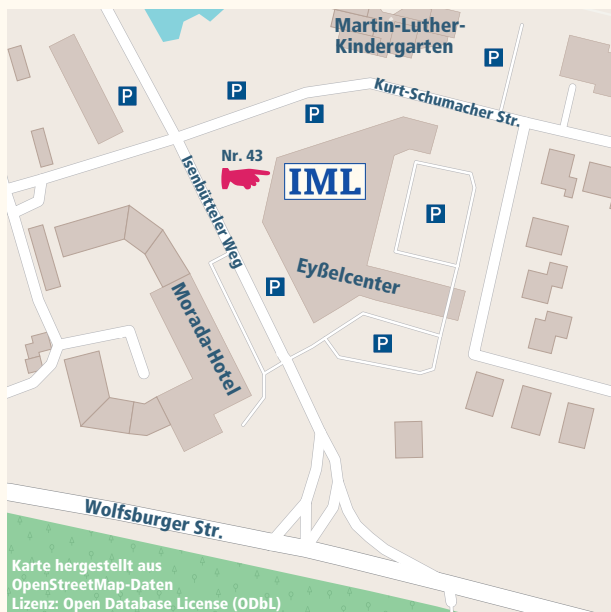 Martin-Luther-
Kindergarten
P
P
P
P
Kurt-Schumacher Str.
Nr. 43
IML
Isenbütteler Weg
P
Eyßelcenter
P
Morada-Hotel
P
Wolfsburger Str.
Karte hergestellt aus
OpenStreetMap-Daten
Lizenz: Open Database License (ODbL)